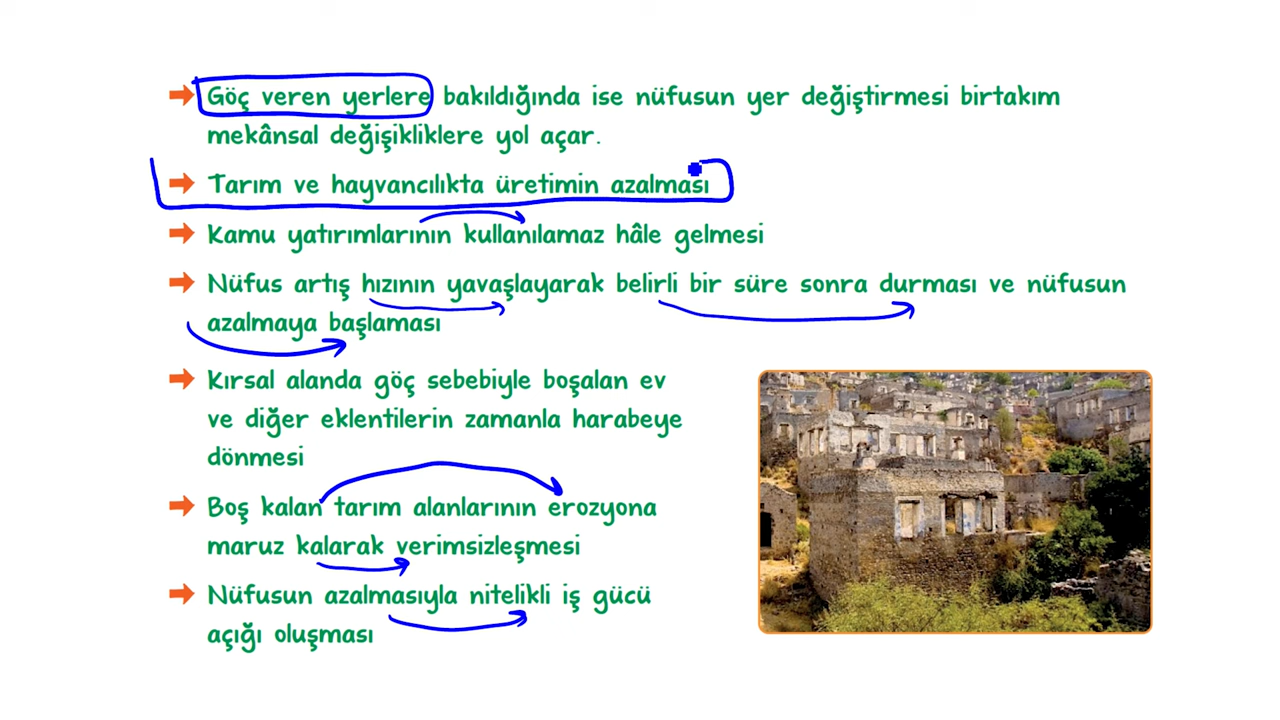 Göç veren yerlere bakıldığında ise nüfusun yer değiştirmesi birtakım
mekânsal değişikliklere yol açar.
Tarım ve hayvancılıkta üretimin azalması
Kamu yatırımlarının kullanılamaz hâle gelmesi
Nüfus artış hızının yavaşlayarak belirli bir süre sonra durması ve nüfusun
azalmaya başlaması
Kırsal alanda göç sebebiyle boşalan ev
ve diğer eklentilerin zamanla harabeye
dönmesi
Boş kalan tarım alanlarının erozyona
maruz kalarak verimsizleşmesi
Nüfusun azalmasıyla nitelikli iş gücü
açığı oluşması